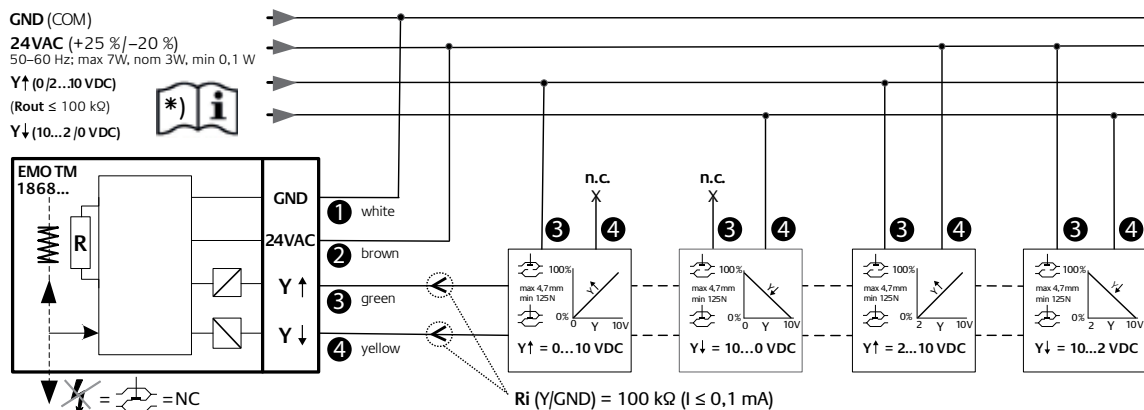 GND (COM)
24VAC (+25 %/–20 %)
50–60 Hz; max 7W, nom 3W, min 0,1 W
Y↑ (0/2...10 VDC)
(Rout ≤ 100 kΩ)
Y↓ (10...2/0 VDC)
*) i
EMO TM
1868...
R
GND
24VAC
Y ↑
Y ↓
1 white
2 brown
3 green
4 yellow
= =NC
n.c.
X
3 4
100%
max 4,7mm
min 125N
0%
Y↑
0 Y 10V
Y↑ = 0...10 VDC
n.c.
X
3 4
100%
max 4,7mm
min 125N
0%
Y↓
0 Y 10V
Y↓ = 10...0 VDC
3 4
100%
max 4,7mm
min 125N
0%
Y↑
2 Y 10V
Y↑ = 2...10 VDC
3 4
100%
max 4,7mm
min 125N
0%
Y↓
2 Y 10V
Y↓ = 10...2 VDC
Ri (Y/GND) = 100 kΩ (I ≤ 0,1 mA)